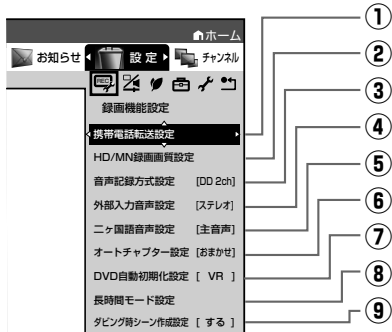 ホーム
お知らせ 設定 チャンネル
REC
録画機能設定
携帯電話転送設定 ①
HD/MN録画画質設定 ②
音声記録方式設定 [DD 2ch] ③
外部入力音声設定 [ステレオ] ④
二ヶ国語音声設定 [主音声] ⑤
オートチャプター設定 [おまかせ] ⑥
DVD自動初期化設定 [ VR ] ⑦
長時間モード設定 ⑧
ダビング時シーン作成設定 [ する ] ⑨